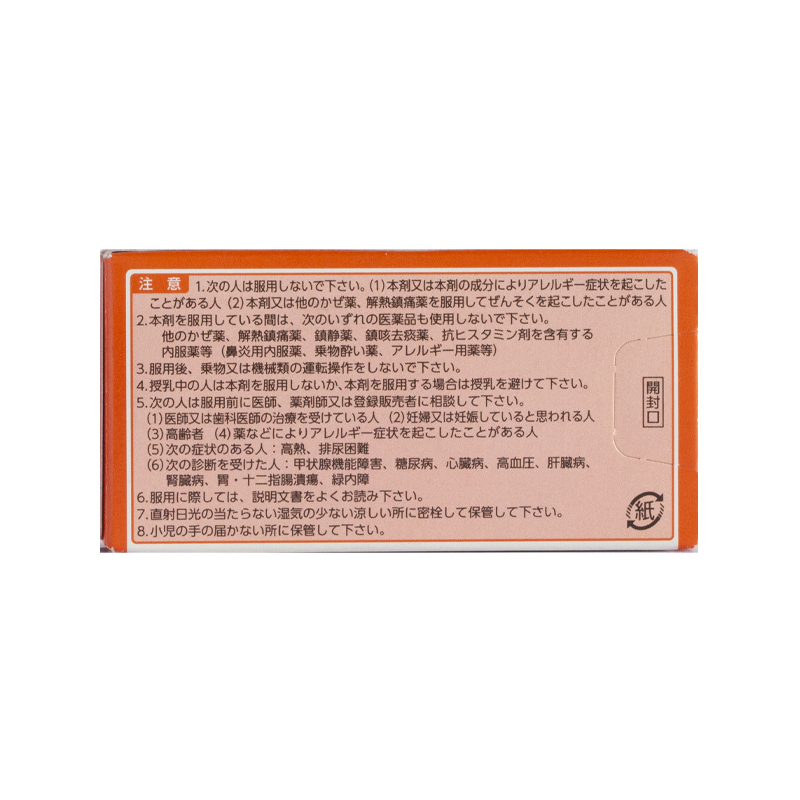 注意 1.次の人は服用しないで下さい。(1)本剤又は本剤の成分によりアレルギー症状を起こした
ことがある人 (2)本剤又は他のかぜ薬、解熱鎮痛薬を服用してぜんそくを起こしたことがある人
2.本剤を服用している間は、次のいずれの医薬品も使用しないで下さい。
他のかぜ薬、解熱鎮痛薬、鎮静薬、鎮咳去痰薬、抗ヒスタミン剤を含有する
内服薬等（鼻炎用内服薬、乗物酔い薬、アレルギー用薬等）
3.服用後、乗物又は機械類の運転操作をしないで下さい。
4.授乳中の人は本剤を服用しないか、本剤を服用する場合は授乳を避けて下さい。
5.次の人は服用前に医師、薬剤師又は登録販売者に相談して下さい。
(1)医師又は歯科医師の治療を受けている人 (2)妊婦又は妊娠していると思われる人
(3)高齢者 (4)薬などによりアレルギー症状を起こしたことがある人
(5)次の症状のある人：高熱、排尿困難
(6)次の診断を受けた人：甲状腺機能障害、糖尿病、心臓病、高血圧、肝臓病、
腎臓病、胃・十二指腸潰瘍、緑内障
6.服用に際しては、説明文書をよくお読み下さい。
7.直射日光の当たらない湿気の少ない涼しい所に密栓して保管して下さい。
8.小児の手の届かない所に保管して下さい。
開封口
紙